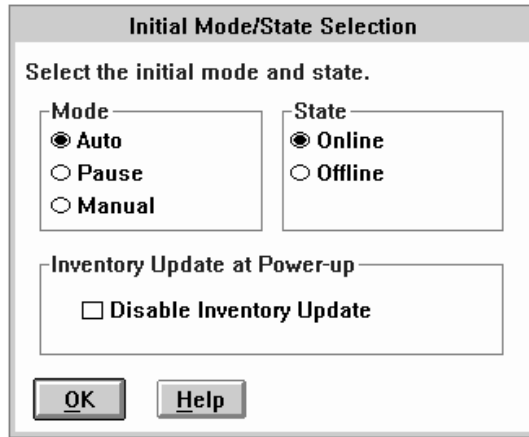 Initial Mode/State Selection
Select the initial mode and state.
Mode
Auto
Pause
Manual
State
Online
Offline
Inventory Update at Power-up
Disable Inventory Update
OK Help